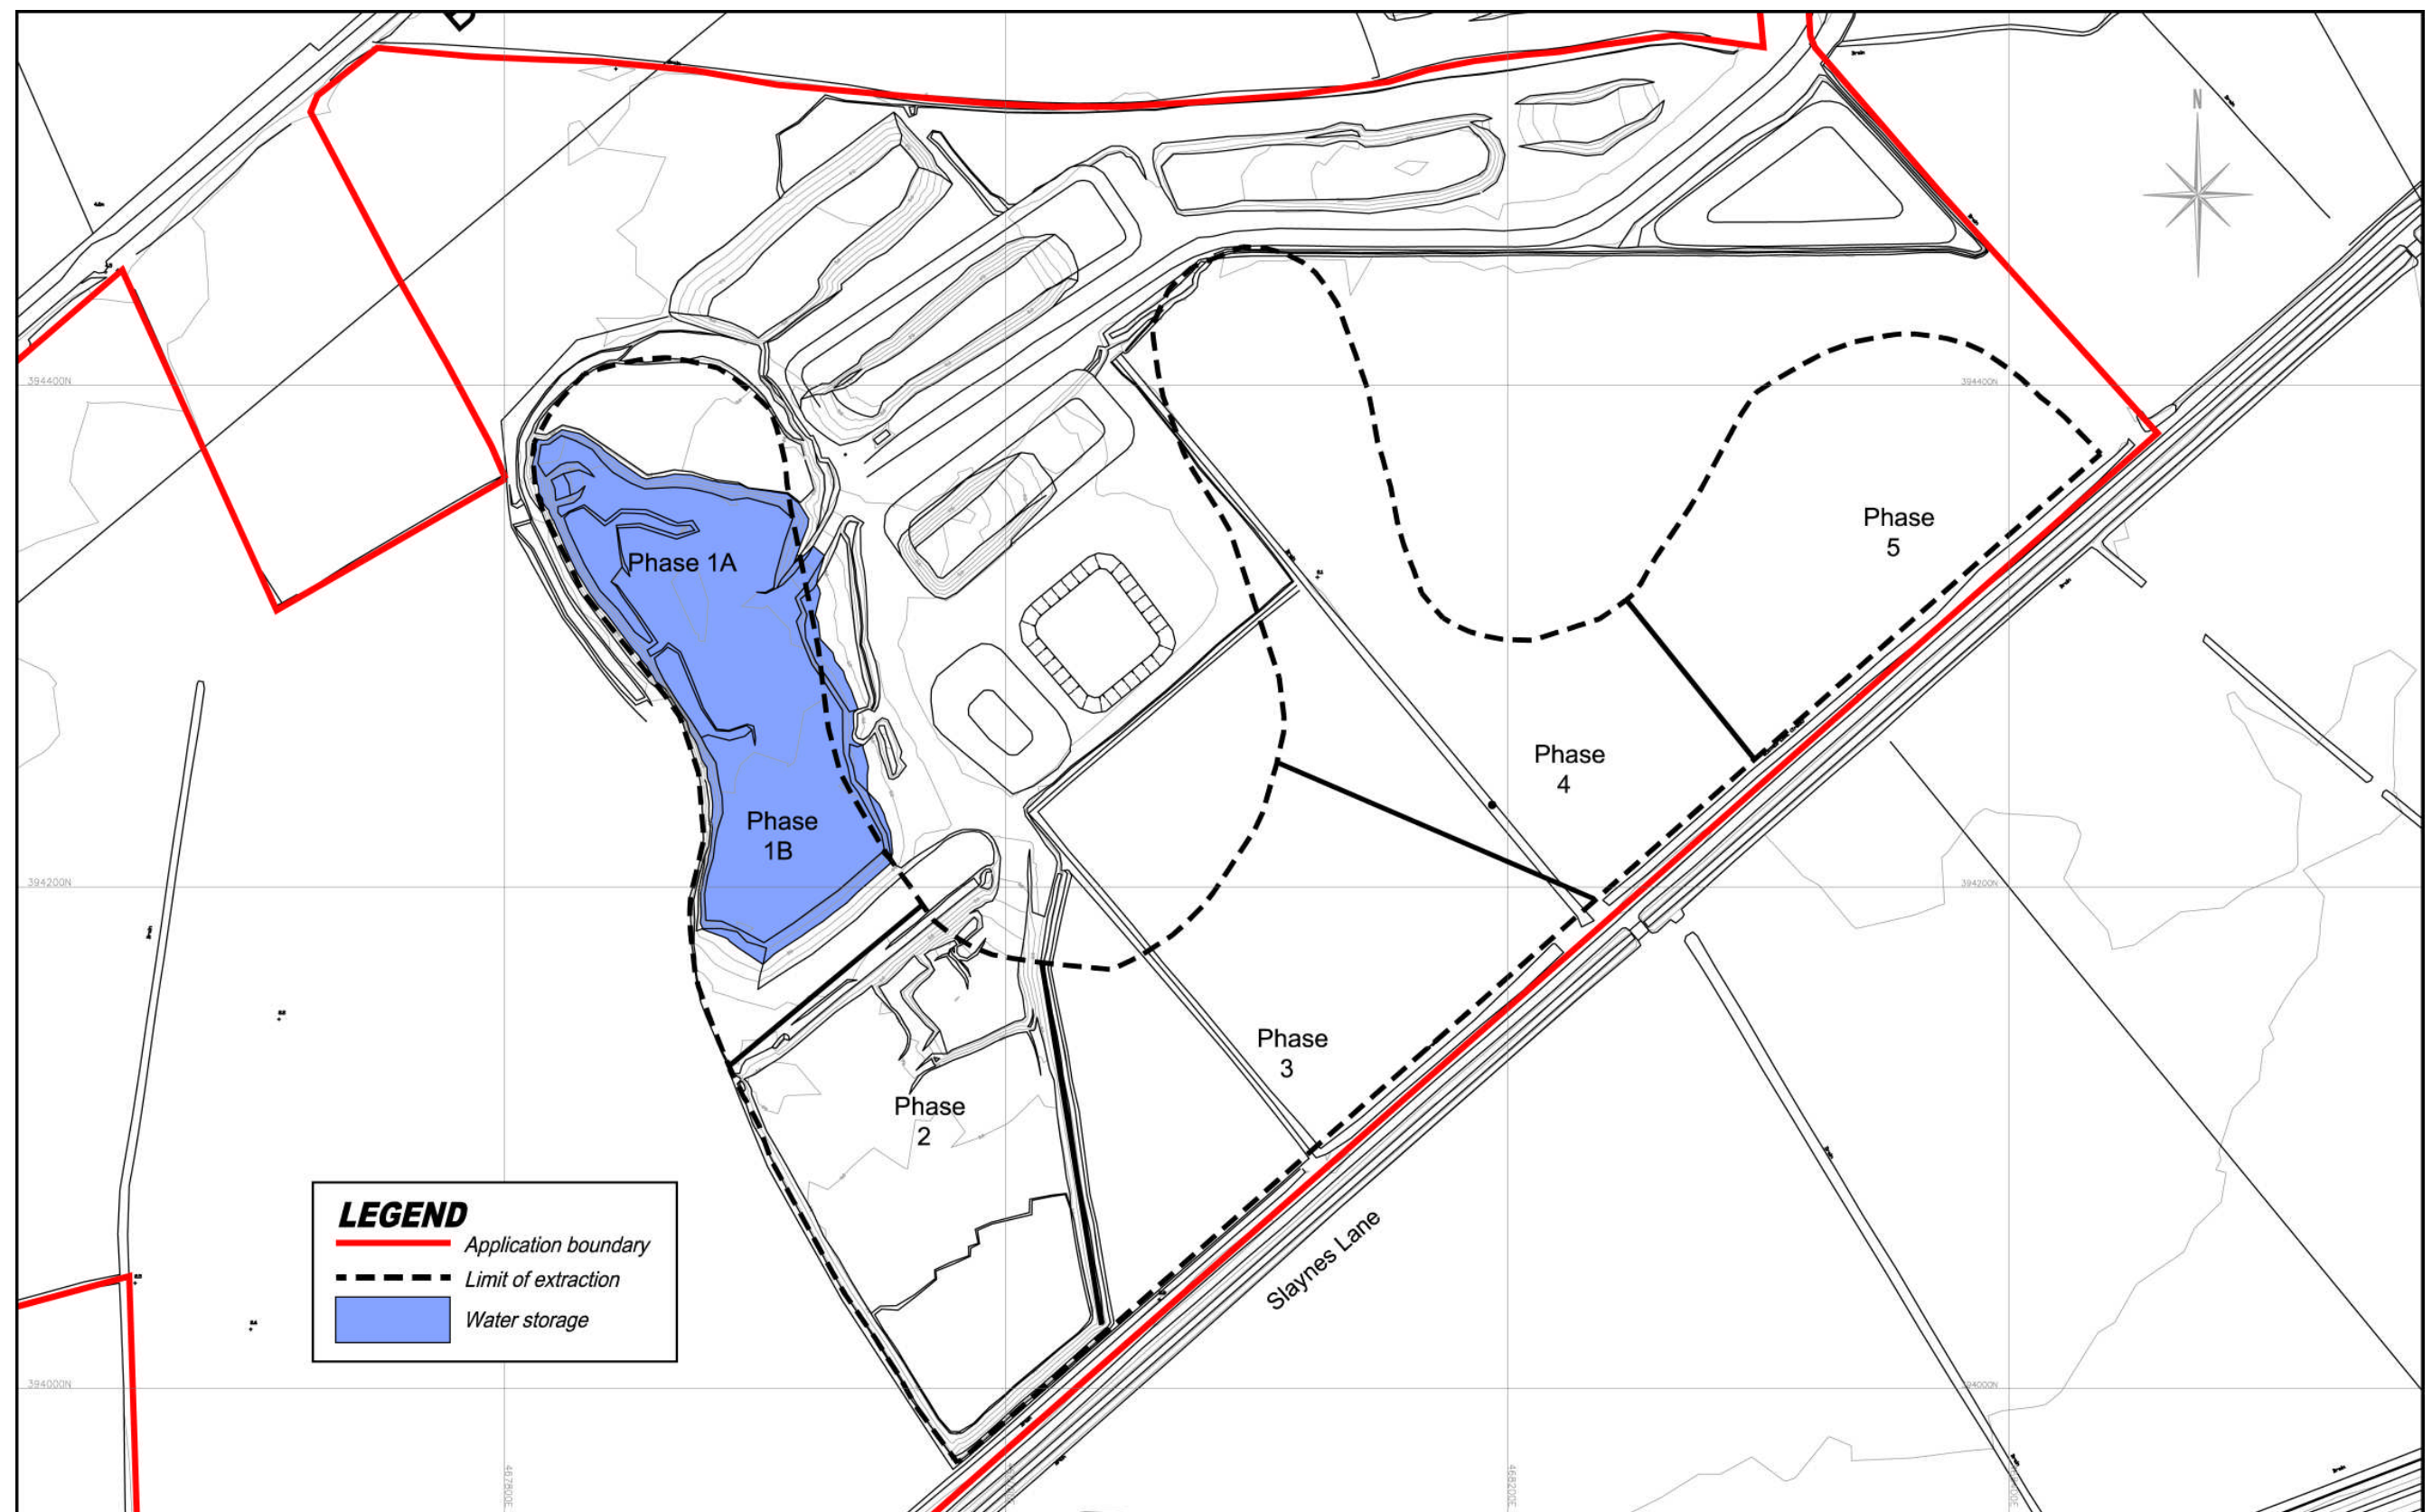 N
394400N
394400N
Phase
5
Phase 1A
Phase
4
Phase
1B
394200N
394200N
Phase
3
Phase
2
LEGEND
Application boundary
Limit of extraction
Water storage
Slaynes Lane
394000N
394000N
467800E
468200E